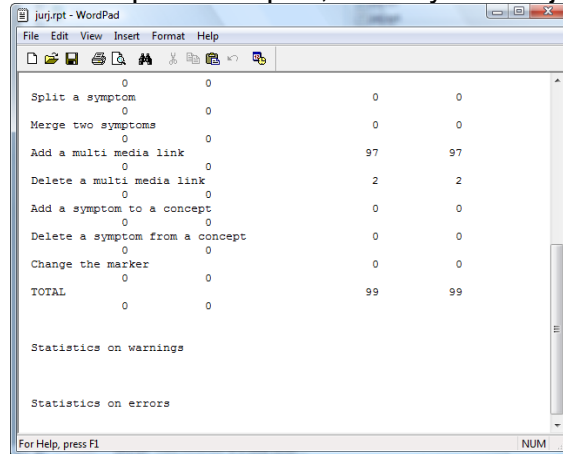 jurj.rpt - WordPad
File Edit View Insert Format Help
0 0
Split a symptom 0 0
0 0
Merge two symptoms 0 0
0 0
Add a multi media link 97 97
0 0
Delete a multi media link 2 2
0 0
Add a symptom to a concept 0 0
0 0
Delete a symptom from a concept 0 0
0 0
Change the marker 0 0
0 0
TOTAL 99 99
0 0
Statistics on warnings
Statistics on errors
For Help, press F1 NUM